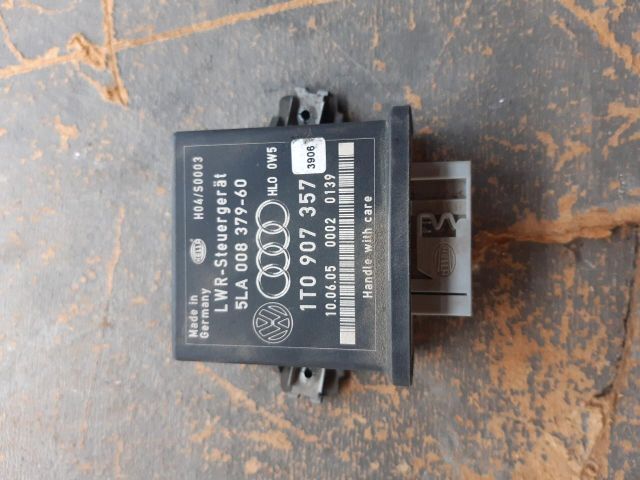 Made in
Germany H04/S0003
HELLA
LWR-Steuergerät
5LA 008 379-60
HLO 0W5
3906
1T0 907 357
10.06.05 0002 0139
Handle with care